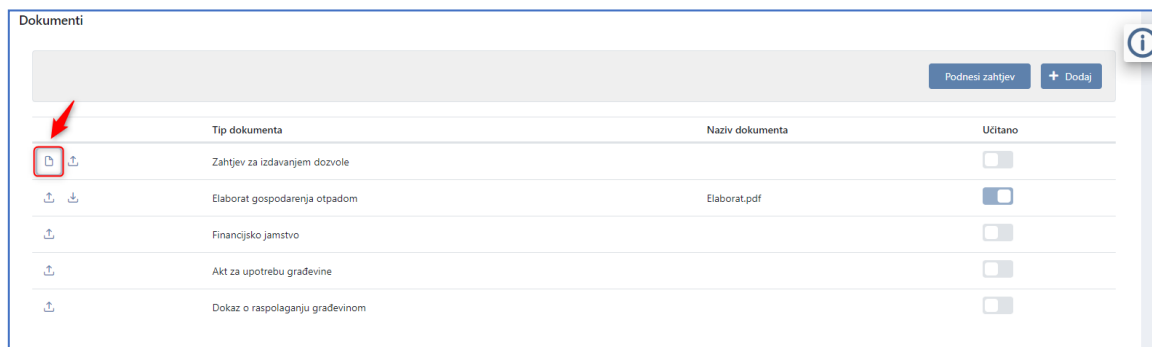 Dokumenti
Podnesi zahtjev + Dodaj
Tip dokumenta Naziv dokumenta Učitano
Zahtjev za izdavanjem dozvole
Elaborat gospodarenja otpadom Elaborat.pdf
Financijsko jamstvo
Akt za upotrebu građevine
Dokaz o raspolaganju građevinom